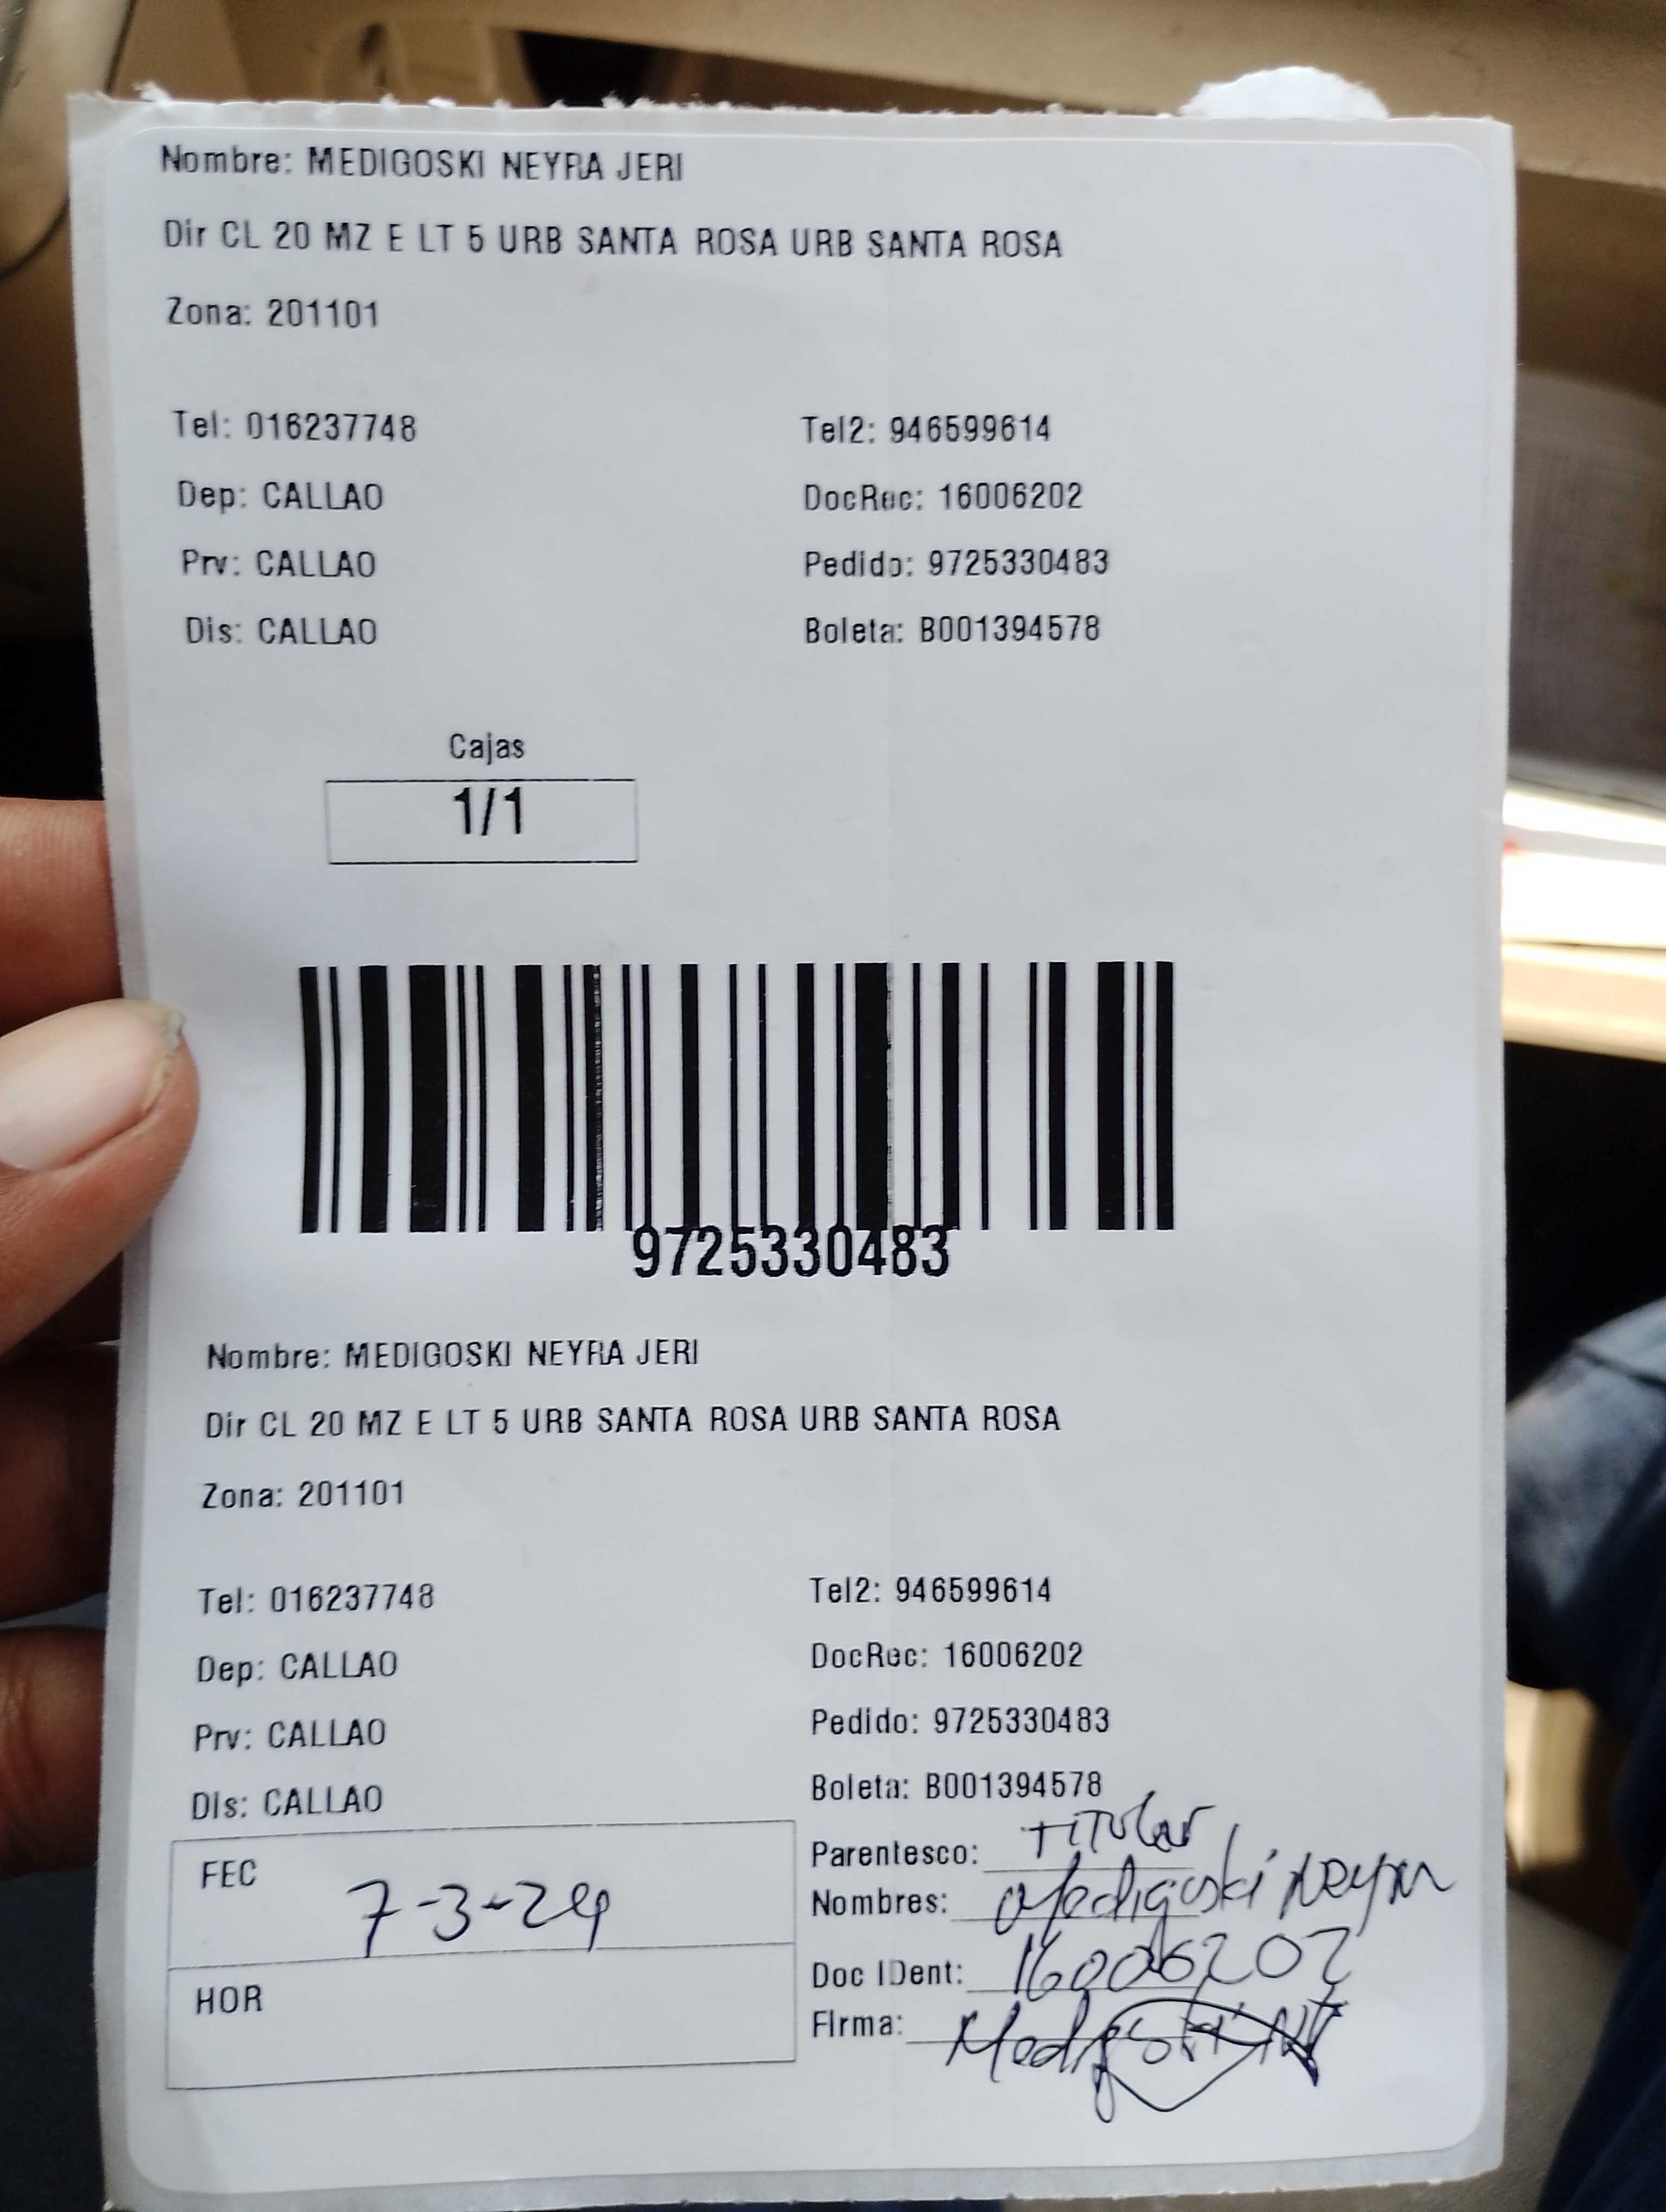 Nombre: MEDIGOSKI NEYRA JERI
Dir CL 20 MZ E LT 5 URB SANTA ROSA URB SANTA ROSA
Zona: 201101
Tel: 016237748 Tel2: 946599614
Dep: CALLAO DocRec: 16006202
Prv: CALLAO Pedido: 9725330483
Dis: CALLAO Boleta: B001394578
Cajas
1/1
9725330483
Nombre: MEDIGOSKI NEYRA JERI
Dir CL 20 MZ E LT 5 URB SANTA ROSA URB SANTA ROSA
Zona: 201101
Tel: 016237748 Tel2: 946599614
Dep: CALLAO DocRec: 16006202
Prv: CALLAO Pedido: 9725330483
Dis: CALLAO Boleta: B001394578
FEC 7-3-24
HOR
Parentesco: Titular
Nombres: Medigoski Neyra
Doc IDent: 16006202
Firma: